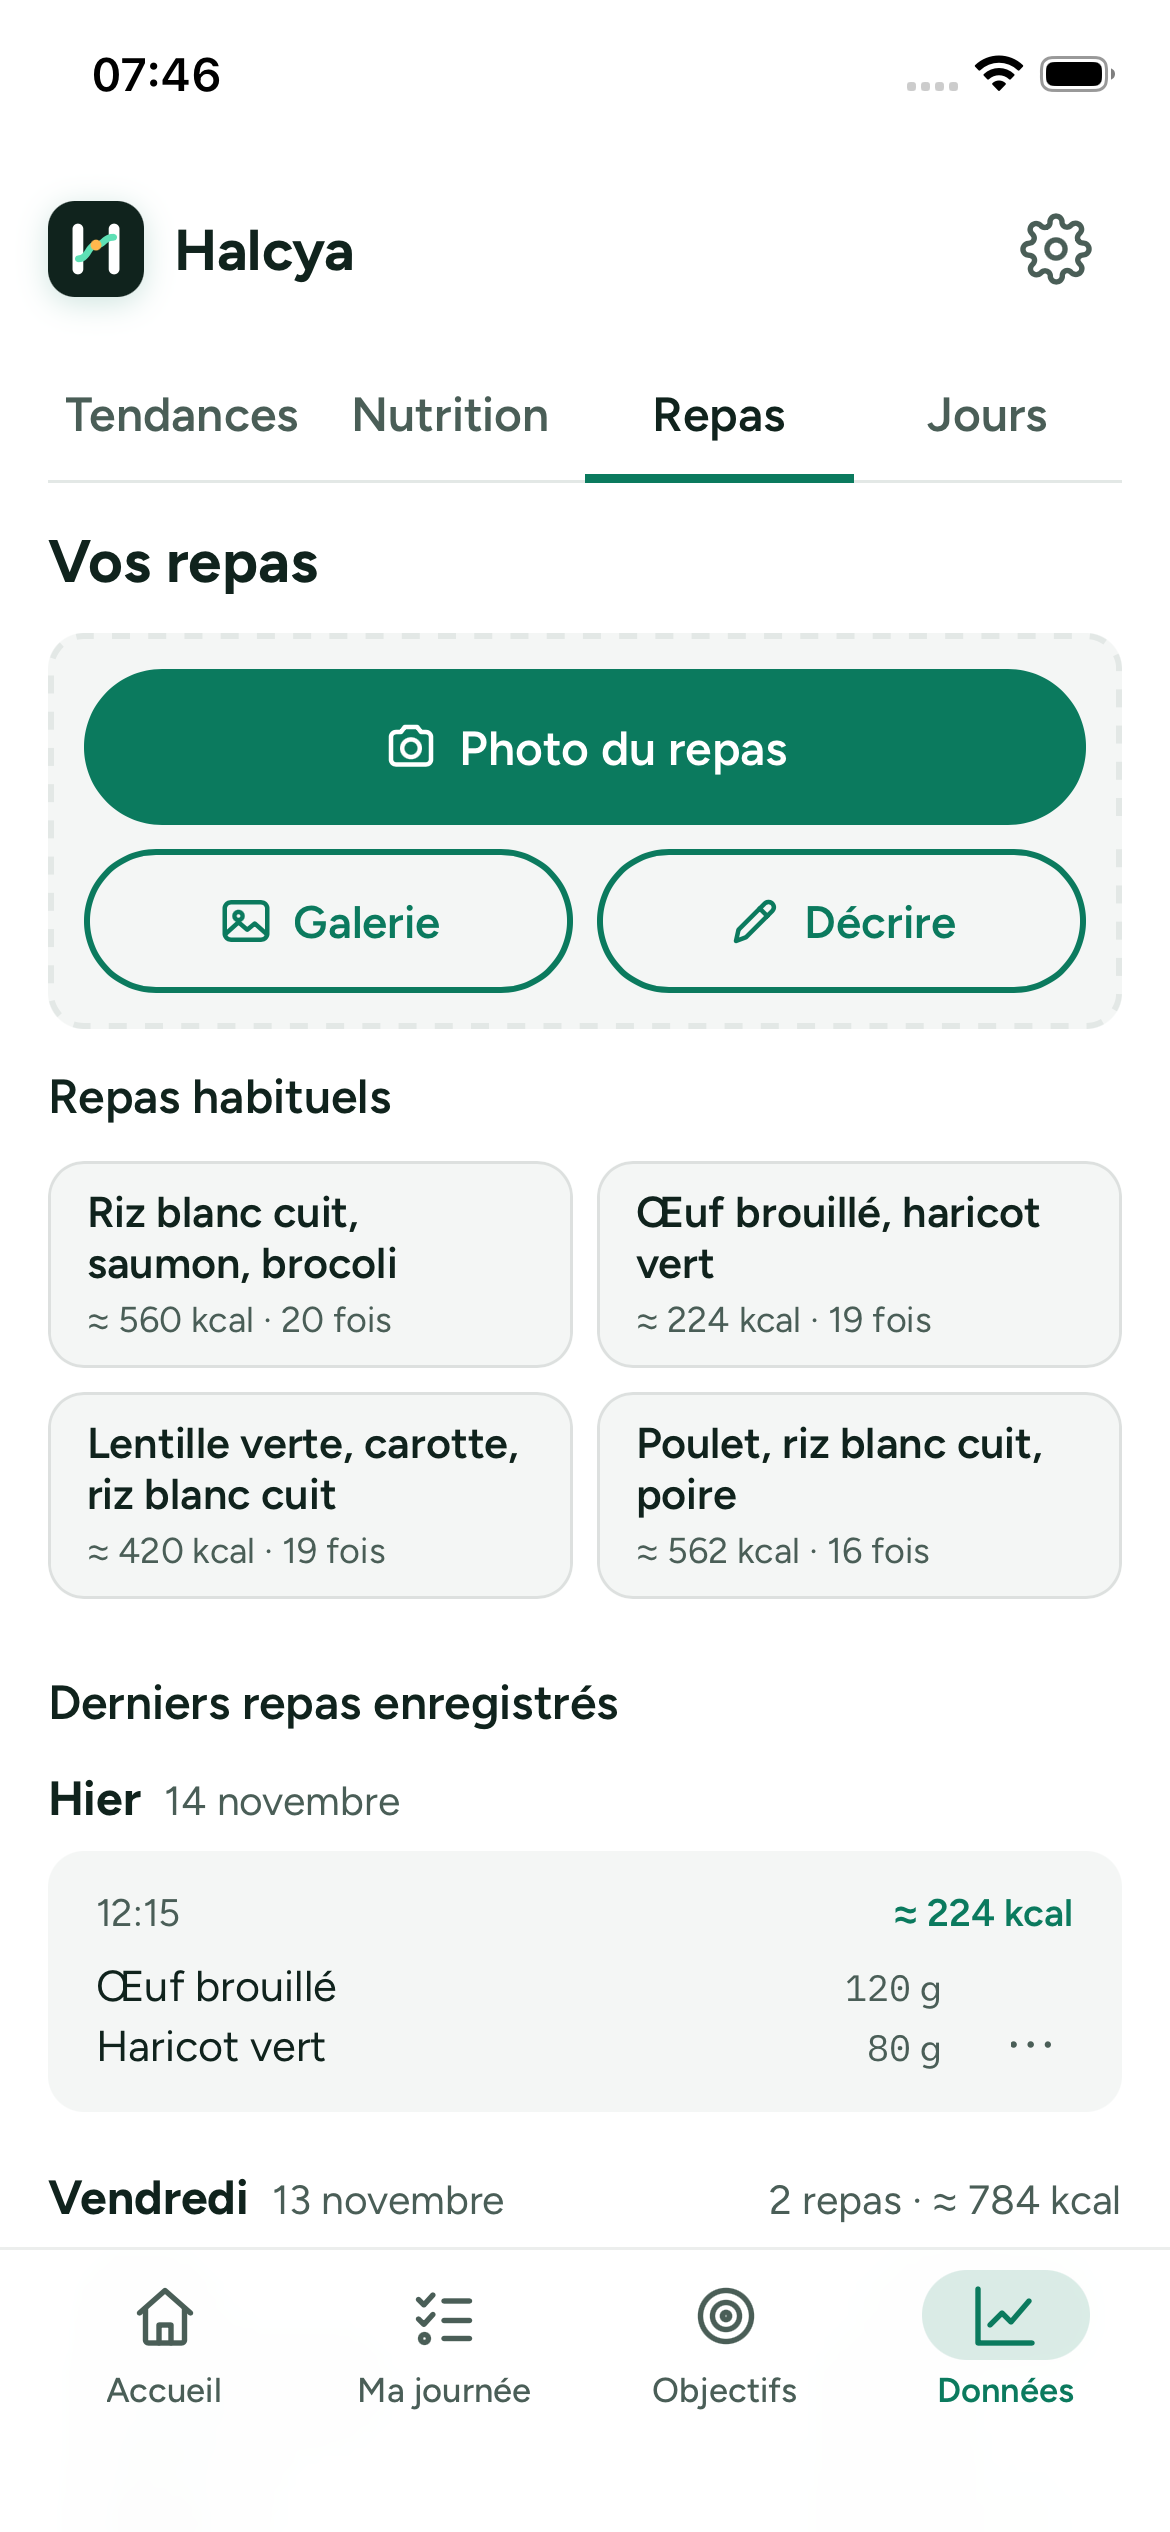 07:46
Halcya
Tendances Nutrition Repas Jours
Vos repas
Photo du repas
Galerie Décrire
Repas habituels
Riz blanc cuit,
saumon, brocoli
≈ 560 kcal · 20 fois
Œuf brouillé, haricot
vert
≈ 224 kcal · 19 fois
Lentille verte, carotte,
riz blanc cuit
≈ 420 kcal · 19 fois
Poulet, riz blanc cuit,
poire
≈ 562 kcal · 16 fois
Derniers repas enregistrés
Hier 14 novembre
12:15 ≈ 224 kcal
Œuf brouillé 120 g
Haricot vert 80 g ···
Vendredi 13 novembre 2 repas · ≈ 784 kcal
Accueil Ma journée Objectifs Données